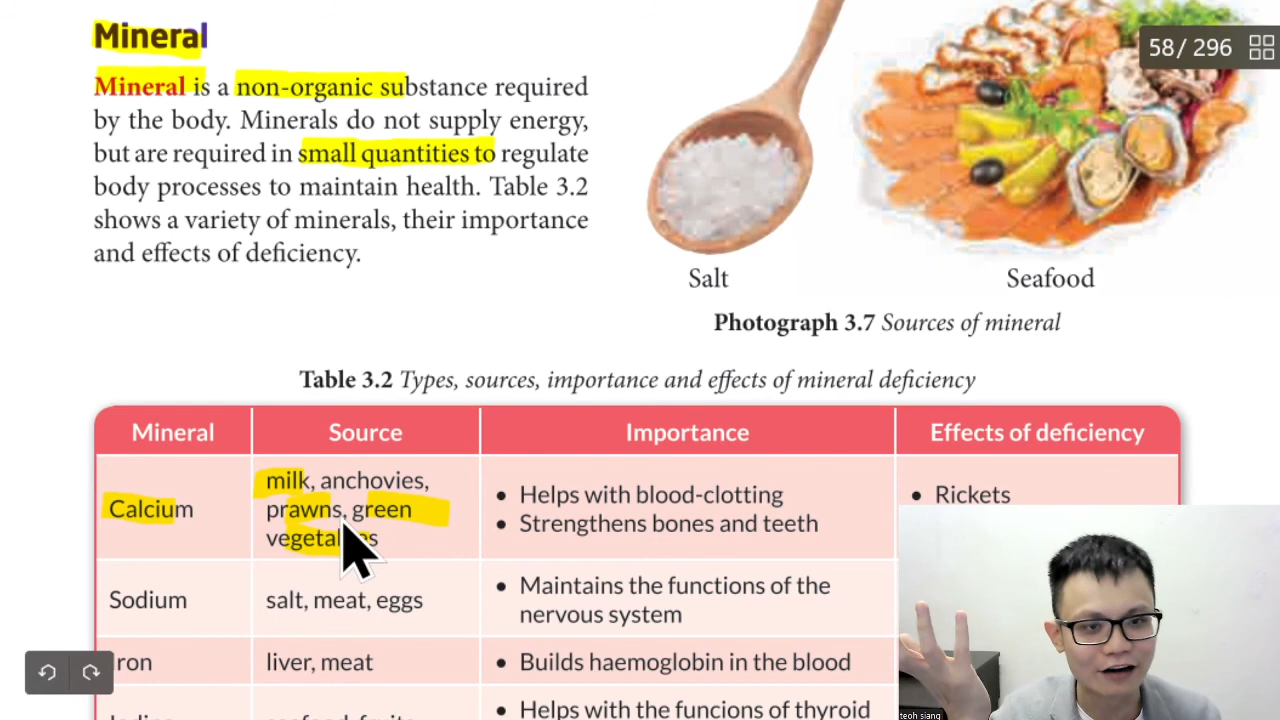 Mineral
58/ 296
Mineral is a non-organic substance required
by the body. Minerals do not supply energy,
but are required in small quantities to regulate
body processes to maintain health. Table 3.2
shows a variety of minerals, their importance
and effects of deficiency.
Salt
Seafood
Photograph 3.7 Sources of mineral
Table 3.2 Types, sources, importance and effects of mineral deficiency
Mineral Source Importance Effects of deficiency
Calcium
milk, anchovies,
prawns, green
vegetables
• Helps with blood-clotting
• Strengthens bones and teeth
• Rickets
Sodium
salt, meat, eggs
• Maintains the functions of the
nervous system
Iron
liver, meat
• Builds haemoglobin in the blood
• Helps with the funcions of thyroid
teoh siang